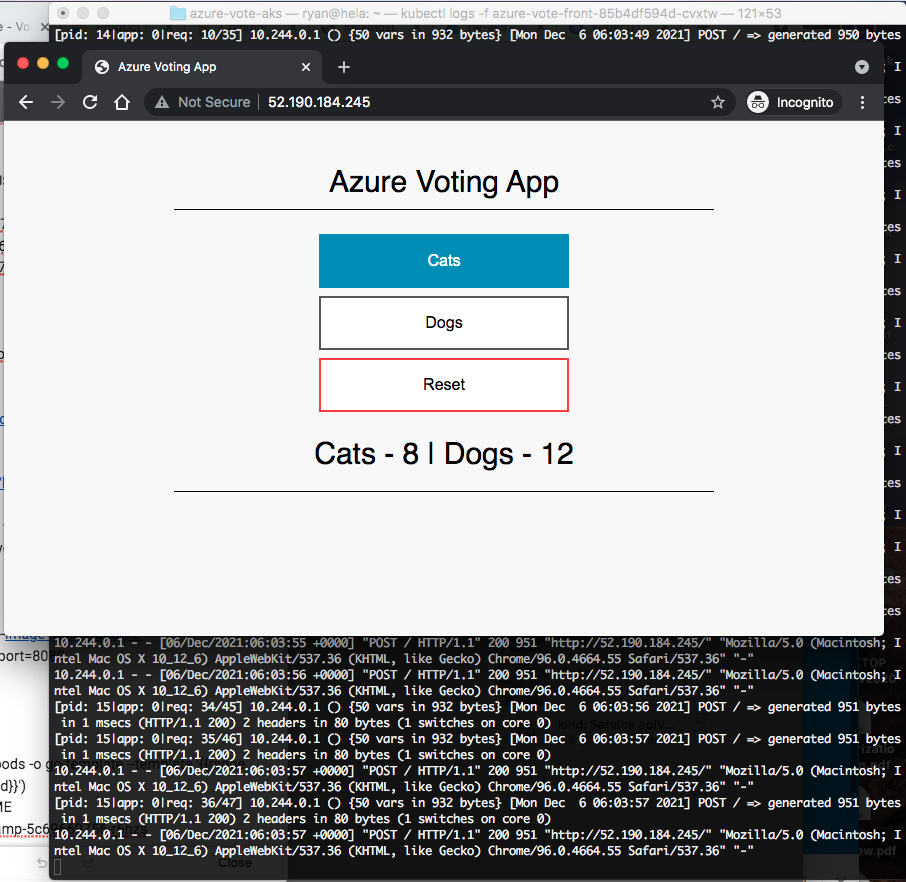 azure-vote-aks — ryan@hela: ~ — kubectl logs -f azure-vote-front-85b4df594d-cvxtw — 121×53
[pid: 14|app: 0|req: 10/35] 10.244.0.1 () {50 vars in 932 bytes} [Mon Dec  6 06:03:49 2021] POST / => generated 950 bytes
Azure Voting App
Not Secure
52.190.184.245
Incognito
Azure Voting App
Cats
Dogs
Reset
Cats - 8 | Dogs - 12
10.244.0.1 - - [06/Dec/2021:06:03:55 +0000] "POST / HTTP/1.1" 200 951 "http://52.190.184.245/" "Mozilla/5.0 (Macintosh; I
ntel Mac OS X 10_12_6) AppleWebKit/537.36 (KHTML, like Gecko) Chrome/96.0.4664.55 Safari/537.36" "-"
10.244.0.1 - - [06/Dec/2021:06:03:56 +0000] "POST / HTTP/1.1" 200 951 "http://52.190.184.245/" "Mozilla/5.0 (Macintosh; I
ntel Mac OS X 10_12_6) AppleWebKit/537.36 (KHTML, like Gecko) Chrome/96.0.4664.55 Safari/537.36" "-"
[pid: 15|app: 0|req: 34/45] 10.244.0.1 () {50 vars in 932 bytes} [Mon Dec  6 06:03:56 2021] POST / => generated 951 bytes
in 1 msecs (HTTP/1.1 200) 2 headers in 80 bytes (1 switches on core 0)
[pid: 15|app: 0|req: 35/46] 10.244.0.1 () {50 vars in 932 bytes} [Mon Dec  6 06:03:57 2021] POST / => generated 951 bytes
in 1 msecs (HTTP/1.1 200) 2 headers in 80 bytes (1 switches on core 0)
10.244.0.1 - - [06/Dec/2021:06:03:57 +0000] "POST / HTTP/1.1" 200 951 "http://52.190.184.245/" "Mozilla/5.0 (Macintosh; I
ntel Mac OS X 10_12_6) AppleWebKit/537.36 (KHTML, like Gecko) Chrome/96.0.4664.55 Safari/537.36" "-"
[pid: 15|app: 0|req: 36/47] 10.244.0.1 () {50 vars in 932 bytes} [Mon Dec  6 06:03:57 2021] POST / => generated 951 bytes
in 1 msecs (HTTP/1.1 200) 2 headers in 80 bytes (1 switches on core 0)
10.244.0.1 - - [06/Dec/2021:06:03:57 +0000] "POST / HTTP/1.1" 200 951 "http://52.190.184.245/" "Mozilla/5.0 (Macintosh; I
ntel Mac OS X 10_12_6) AppleWebKit/537.36 (KHTML, like Gecko) Chrome/96.0.4664.55 Safari/537.36" "-"
Close